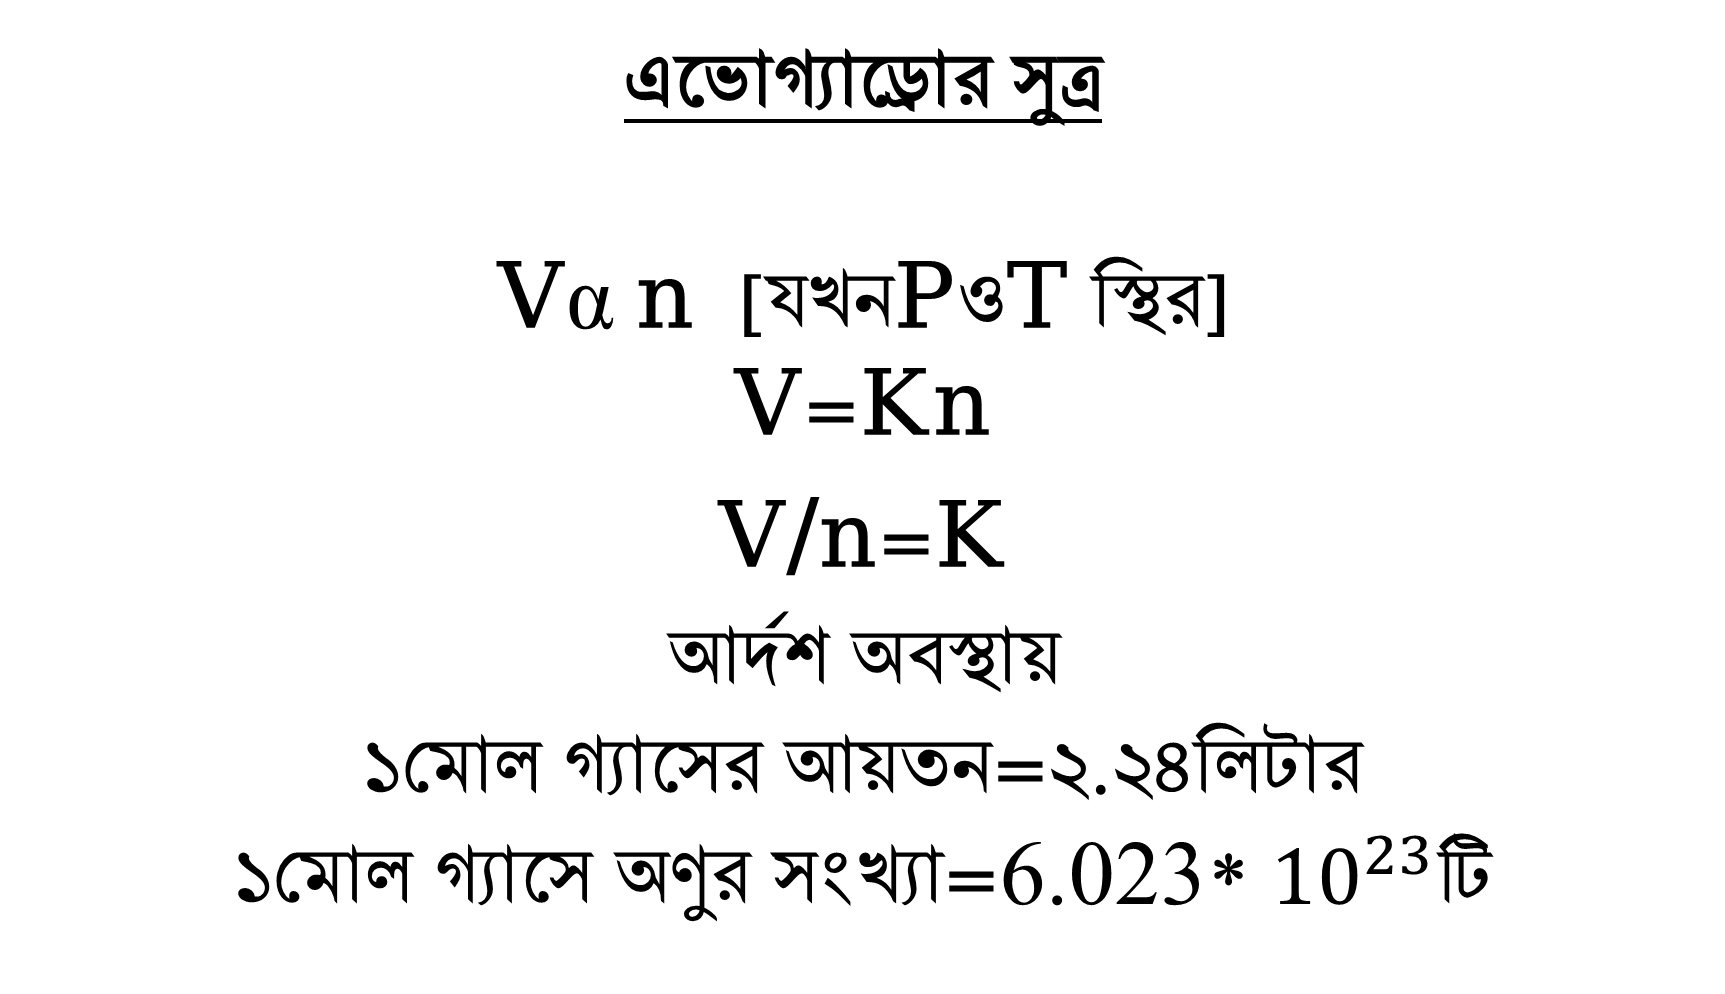 এভোগ্যাড্রোর সুত্র
Vα n [যখনPওT স্থির]
V=Kn
V/n=K
আর্দশ অবস্থায়
১মোল গ্যাসের আয়তন=২.২৪লিটার
১মোল গ্যাসে অণুর সংখ্যা=6.023* 10²³টি